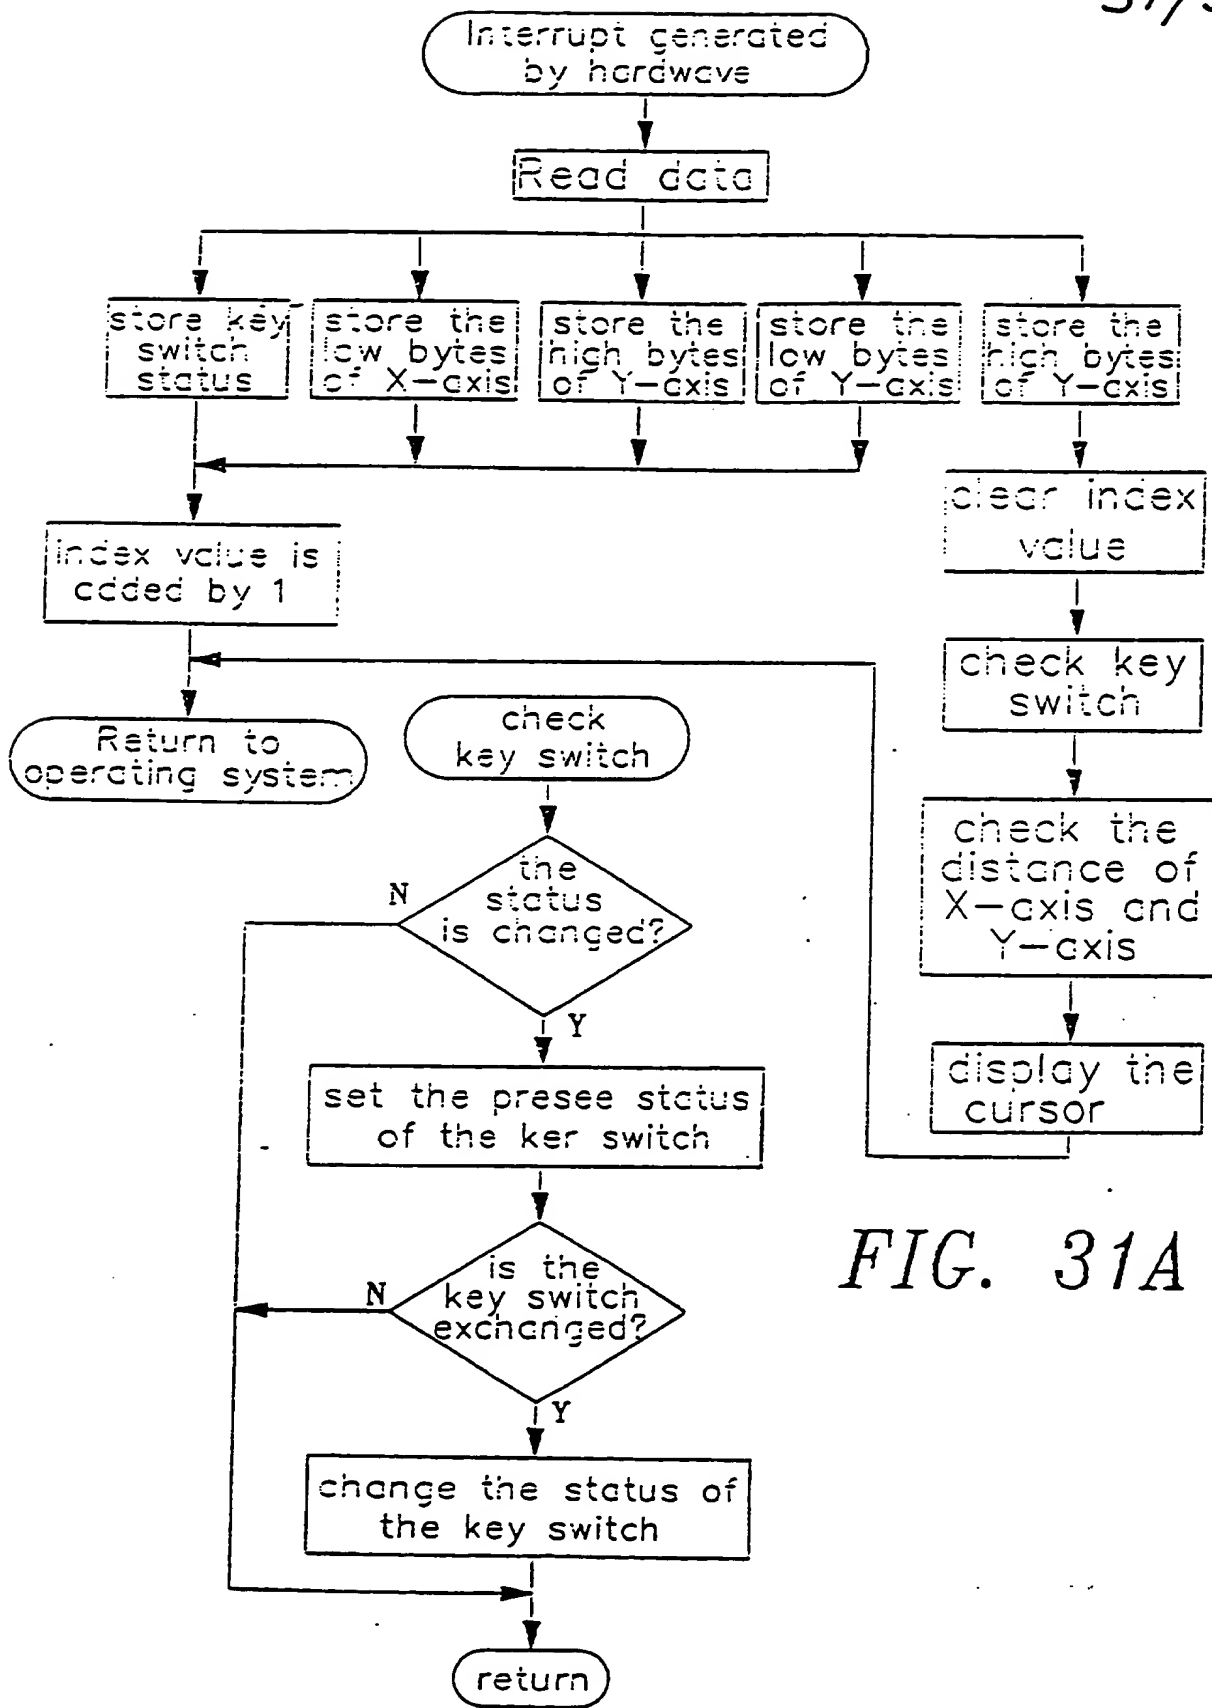 Interrupt generated
by hardwave
Read data
store key
switch
status
store the
low bytes
of X-axis
store the
high bytes
of Y-axis
store the
low bytes
of Y-axis
store the
high bytes
of Y-axis
index value is
added by 1
clear index
value
check key
switch
Return to
operating system
check
key switch
check the
distance of
X-axis and
Y-axis
the
status
is changed?
N
Y
display the
cursor
set the presee status
of the ker switch
FIG. 31A
is the
key switch
exchanged?
N
Y
change the status of
the key switch
return